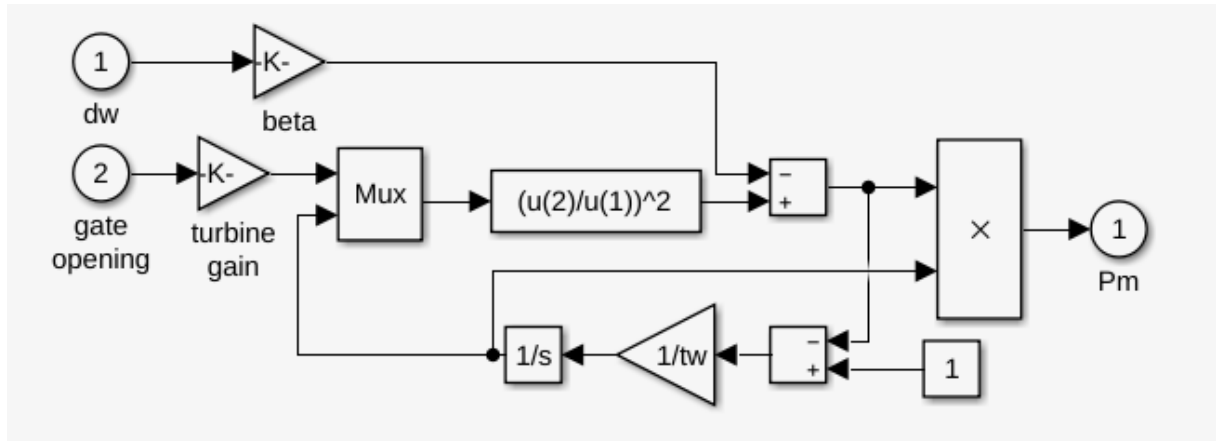 1
-K-
dw
beta
2
-K-
gate
opening
turbine
gain
Mux
(u(2)/u(1))^2
−
+
×
1
Pm
1/s
1/tw
−
+
1